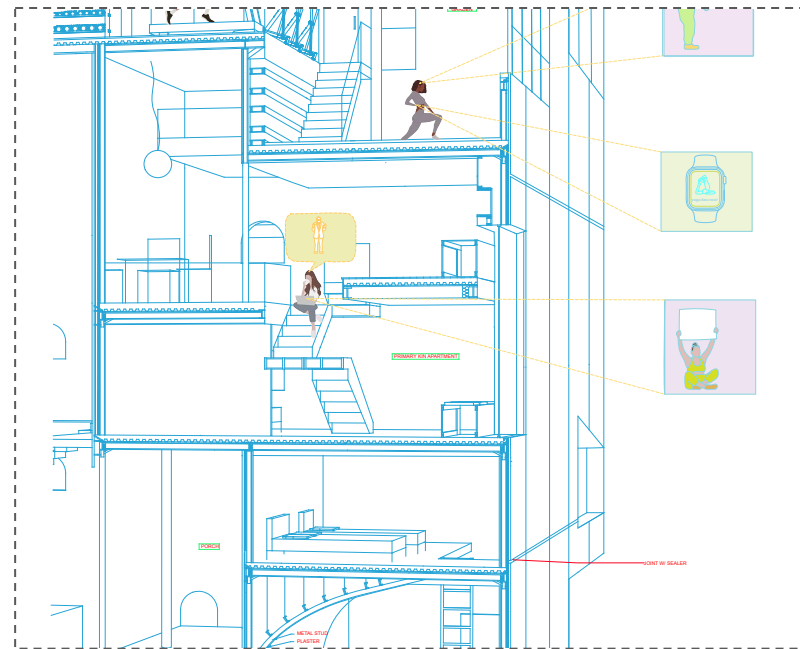 PRIMARY KIN APARTMENT
PORCH
JOINT W/ SEALER
METAL STUD
PLASTER